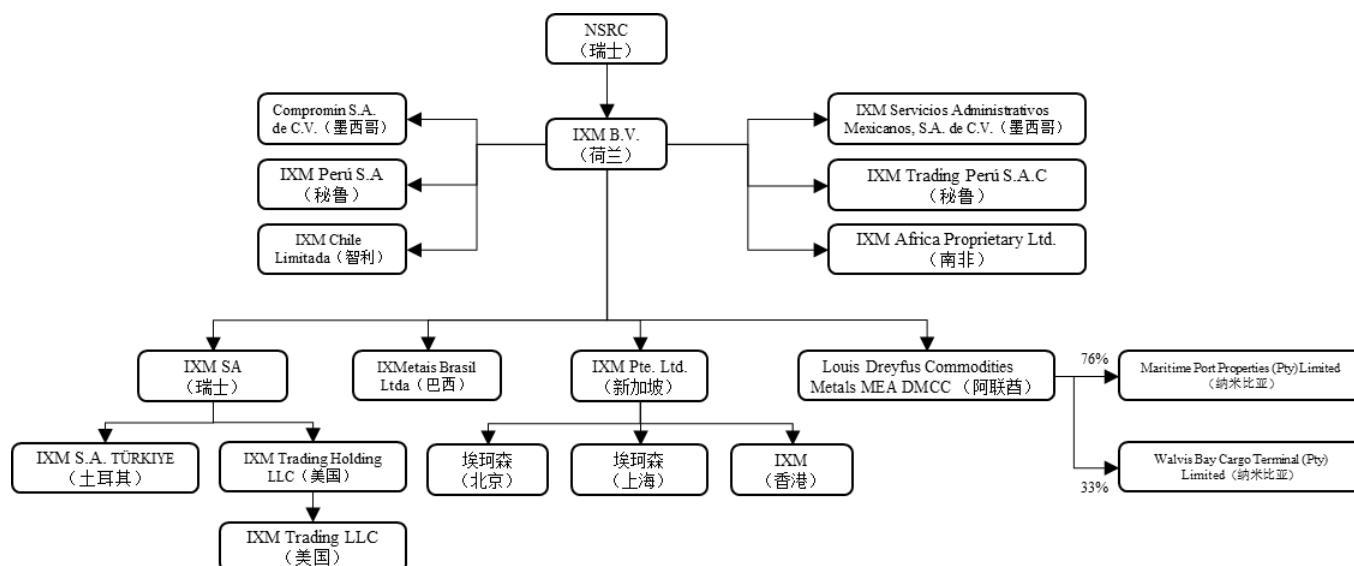 NSRC
（瑞士）
Compromin S.A.
de C.V.（墨西哥）
IXM B.V.
（荷兰）
IXM Servicios Administrativos
Mexicanos, S.A. de C.V.（墨西哥）
IXM Perú S.A
（秘鲁）
IXM Trading Perú S.A.C
（秘鲁）
IXM Chile
Limitada（智利）
IXM Africa Proprietary Ltd.
（南非）
IXM SA
（瑞士）
IXMetais Brasil
Ltda（巴西）
IXM Pte. Ltd.
（新加坡）
Louis Dreyfus Commodities
Metals MEA DMCC （阿联酋）
76%
Maritime Port Properties (Pty) Limited
（纳米比亚）
IXM S.A. TÜRKIYE
（土耳其）
IXM Trading Holding
LLC（美国）
埃珂森
（北京）
埃珂森
（上海）
IXM
（香港）
33%
Walvis Bay Cargo Terminal (Pty)
Limited（纳米比亚）
IXM Trading LLC
（美国）